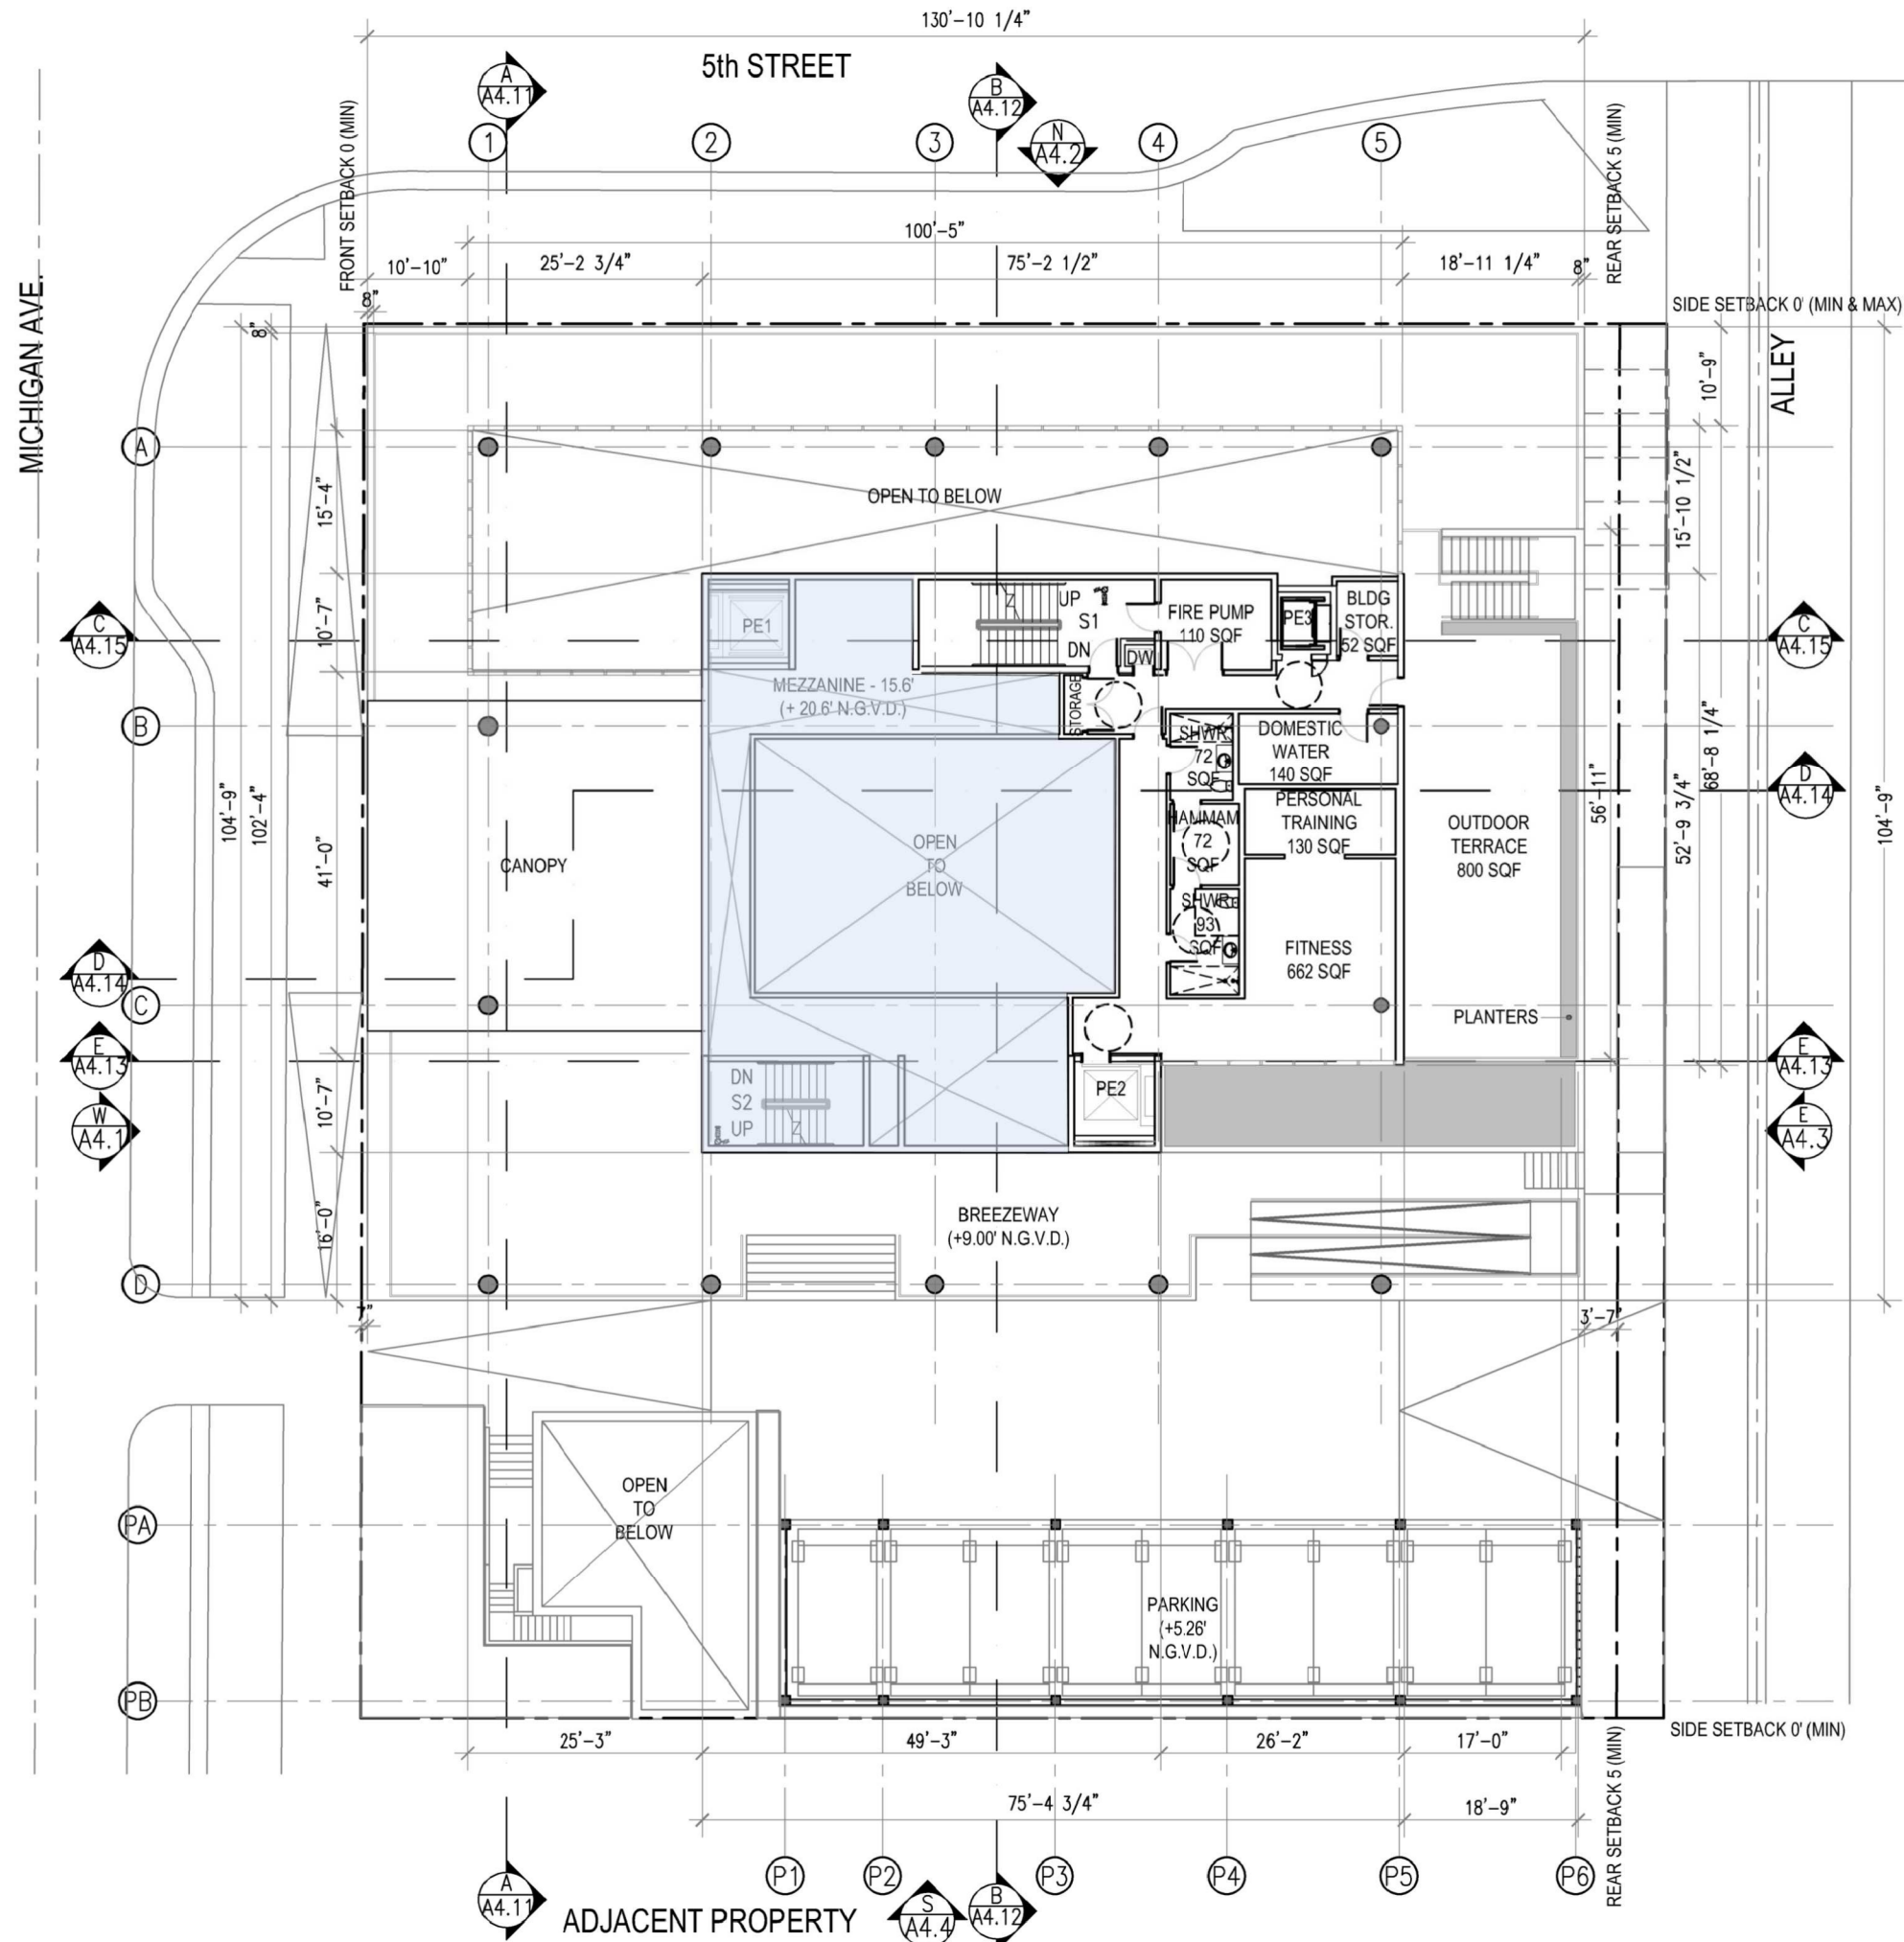 130'-10 1/4"
5th STREET
A
A4.11
B
A4.12
N
A4.2
1
2
3
4
5
FRONT SETBACK 0 (MIN)
REAR SETBACK 5 (MIN)
100'-5"
10'-10"
25'-2 3/4"
75'-2 1/2"
18'-11 1/4"
8"
8"
8"
SIDE SETBACK 0' (MIN & MAX)
MICHIGAN AVE.
ALLEY
10'-9"
A
15'-4"
OPEN TO BELOW
15'-10 1/2"
10'-7"
C
A4.15
PE1
UP
S1
DN
FIRE PUMP
110 SQF
PE3
BLDG
STOR.
52 SQF
C
A4.15
DW
MEZZANINE - 15.6'
(+ 20.6' N.G.V.D.)
STORAGE
B
SHWR
72
SQF
DOMESTIC
WATER
140 SQF
68'-8 1/4"
104'-9"
102'-4"
41'-0"
56'-11"
52'-9 3/4"
104'-9"
D
A4.14
CANOPY
OPEN
TO
BELOW
HAMMAM
72
SQF
PERSONAL
TRAINING
130 SQF
OUTDOOR
TERRACE
800 SQF
SHWR
93
SQF
FITNESS
662 SQF
D
A4.14
C
PLANTERS
E
A4.13
E
A4.13
10'-7"
DN
S2
UP
PE2
W
A4.1
E
A4.3
16'-0"
BREEZEWAY
(+9.00' N.G.V.D.)
D
7"
3'-7"
OPEN
TO
BELOW
PA
PARKING
(+5.26'
N.G.V.D.)
PB
25'-3"
49'-3"
26'-2"
17'-0"
SIDE SETBACK 0' (MIN)
REAR SETBACK 5 (MIN)
75'-4 3/4"
18'-9"
P1
P2
P3
P4
P5
P6
A
A4.11
ADJACENT PROPERTY
S
A4.4
B
A4.12